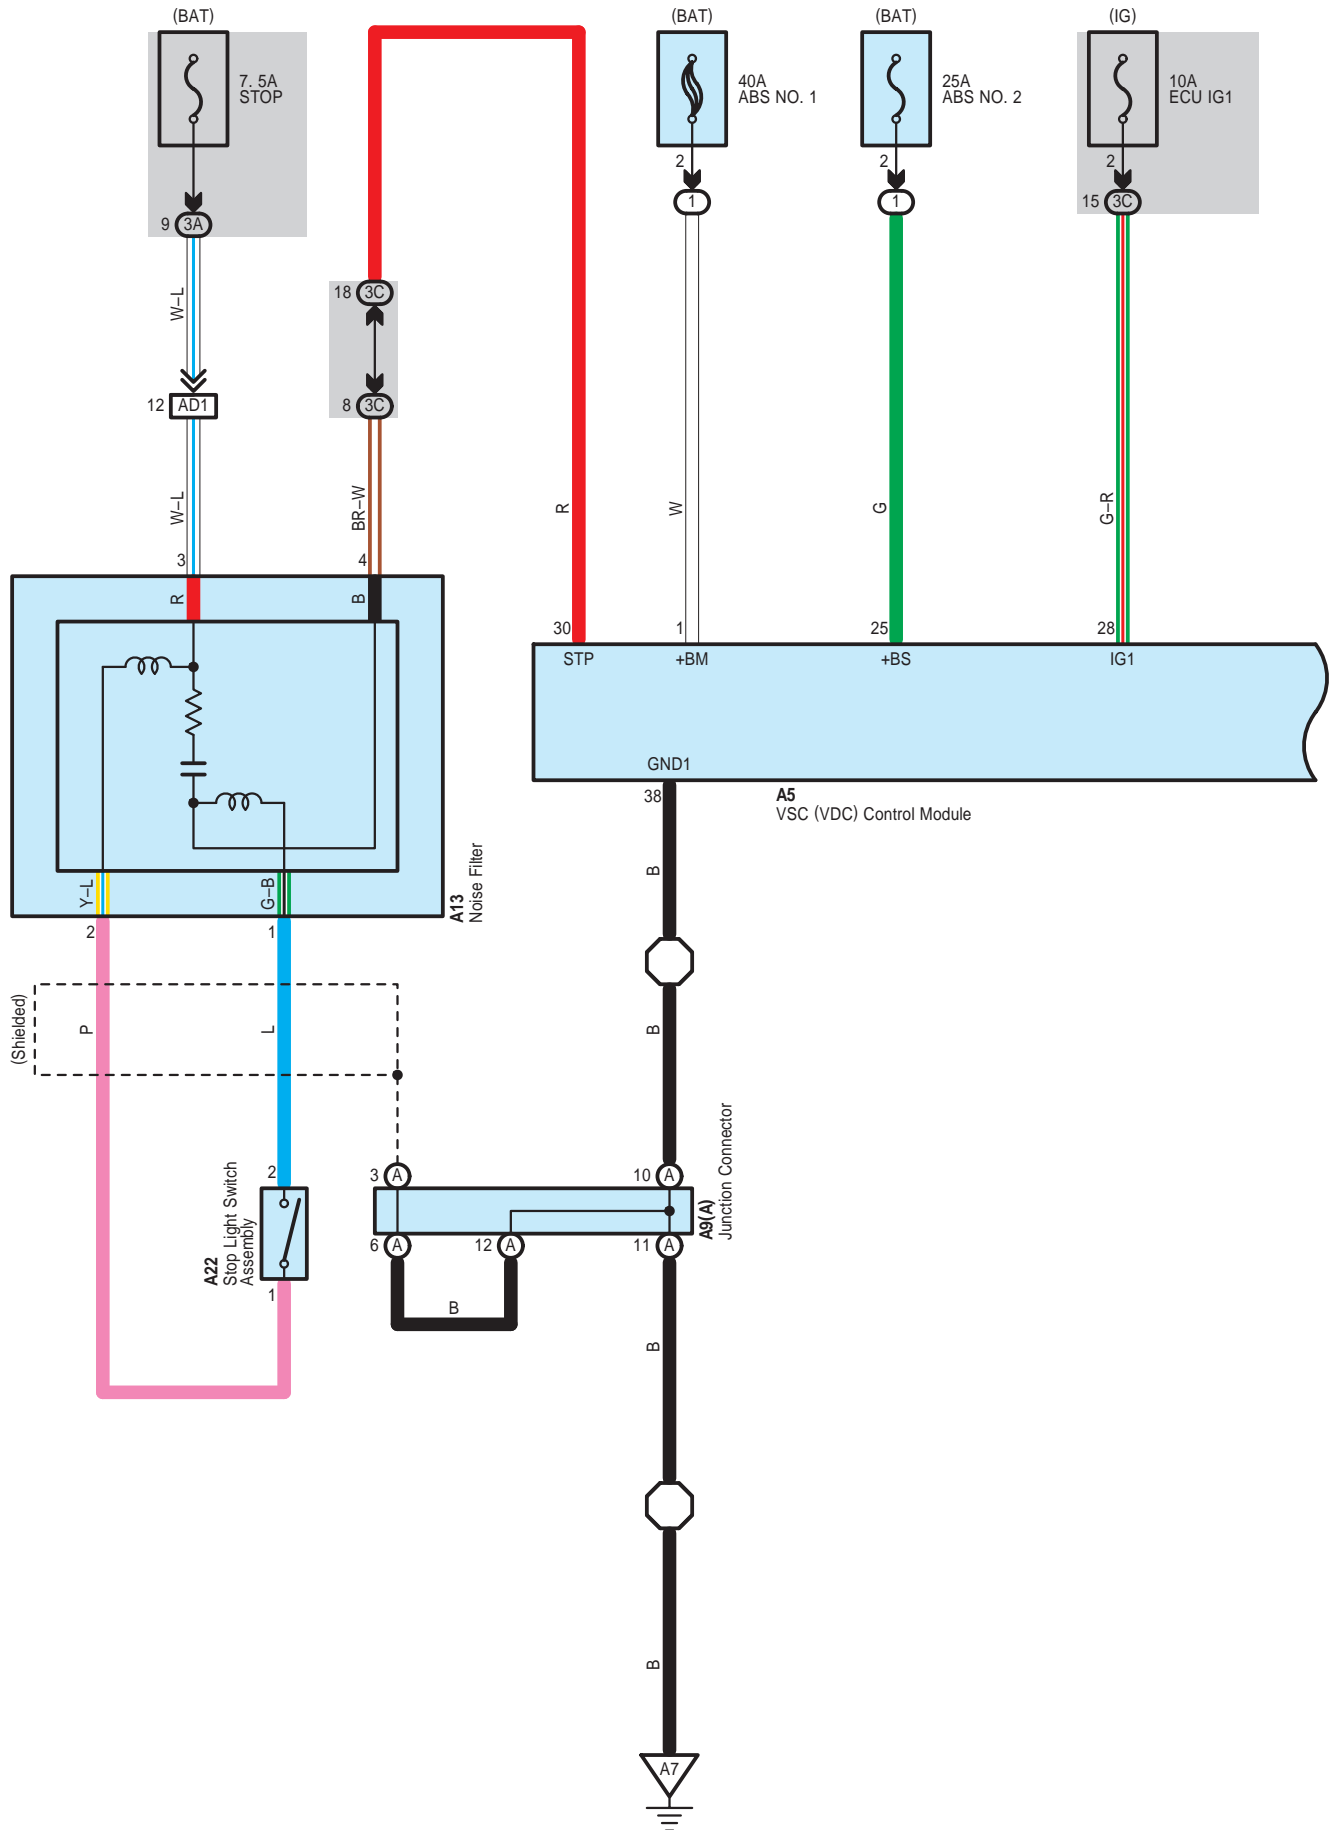 (BAT)
(BAT)
(BAT)
(IG)
7. 5A
STOP
40A
ABS NO. 1
25A
ABS NO. 2
10A
ECU IG1
2
2
2
9
3A
1
1
15
3C
18
3C
W–L
12
AD1
8
3C
W–L
BR–W
R
W
G
G–R
3
4
R
B
30
1
25
28
STP
+BM
+BS
IG1
GND1
38
A5
VSC (VDC) Control Module
Y–L
G–B
A13
Noise Filter
2
1
B
(Shielded)
P
L
B
3
A
10
A
A9(A)
Junction Connector
2
A22
Stop Light Switch
Assembly
1
6
A
12
A
11
A
B
B
B
A7